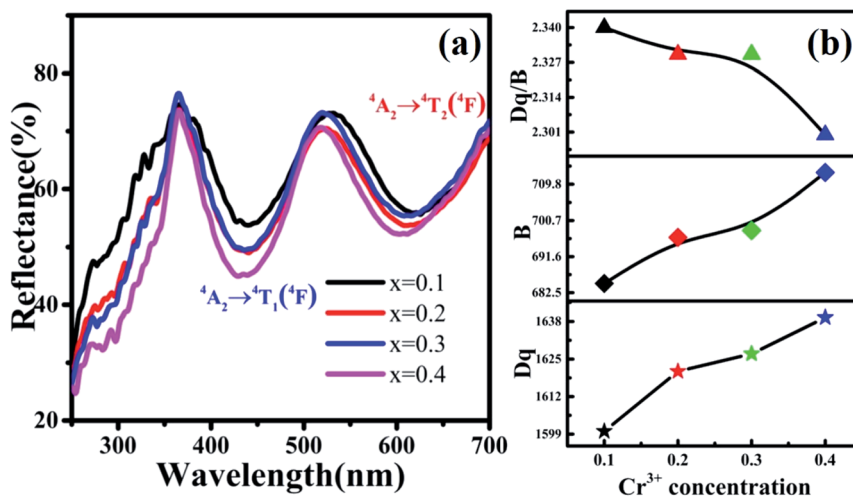 (a)
⁴A₂→⁴T₂(⁴F)
⁴A₂→⁴T₁(⁴F)
x=0.1
x=0.2
x=0.3
x=0.4
Reflectance(%)
80
60
40
20
300 400 500 600 700
Wavelength(nm)
(b)
Dq/B
2.340
2.327
2.314
2.301
B
709.8
700.7
691.6
682.5
Dq
1638
1625
1612
1599
0.1 0.2 0.3 0.4
Cr³⁺ concentration